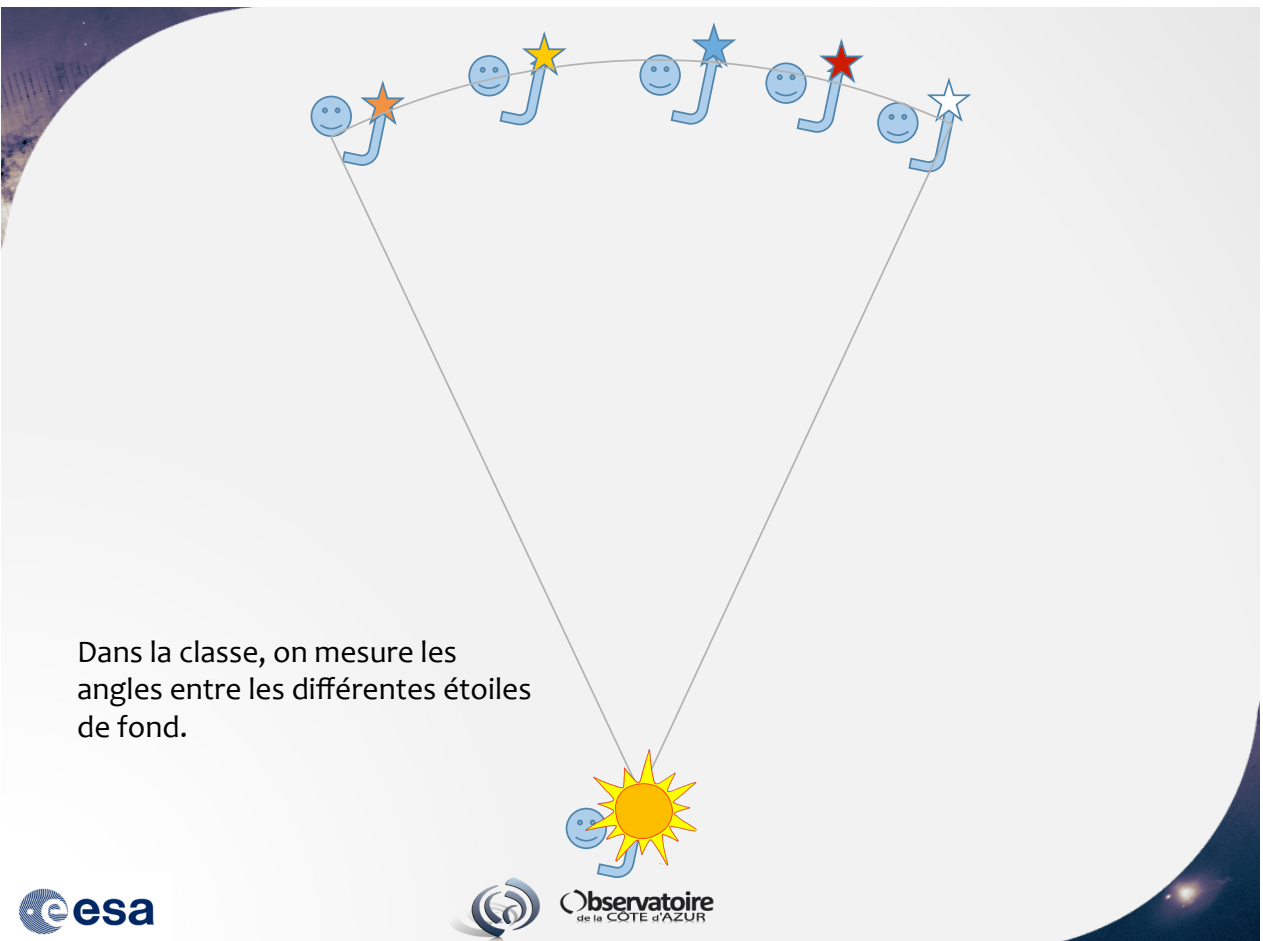 Dans la classe, on mesure les
angles entre les différentes étoiles
de fond.
esa
Observatoire
de la CÔTE d'AZUR